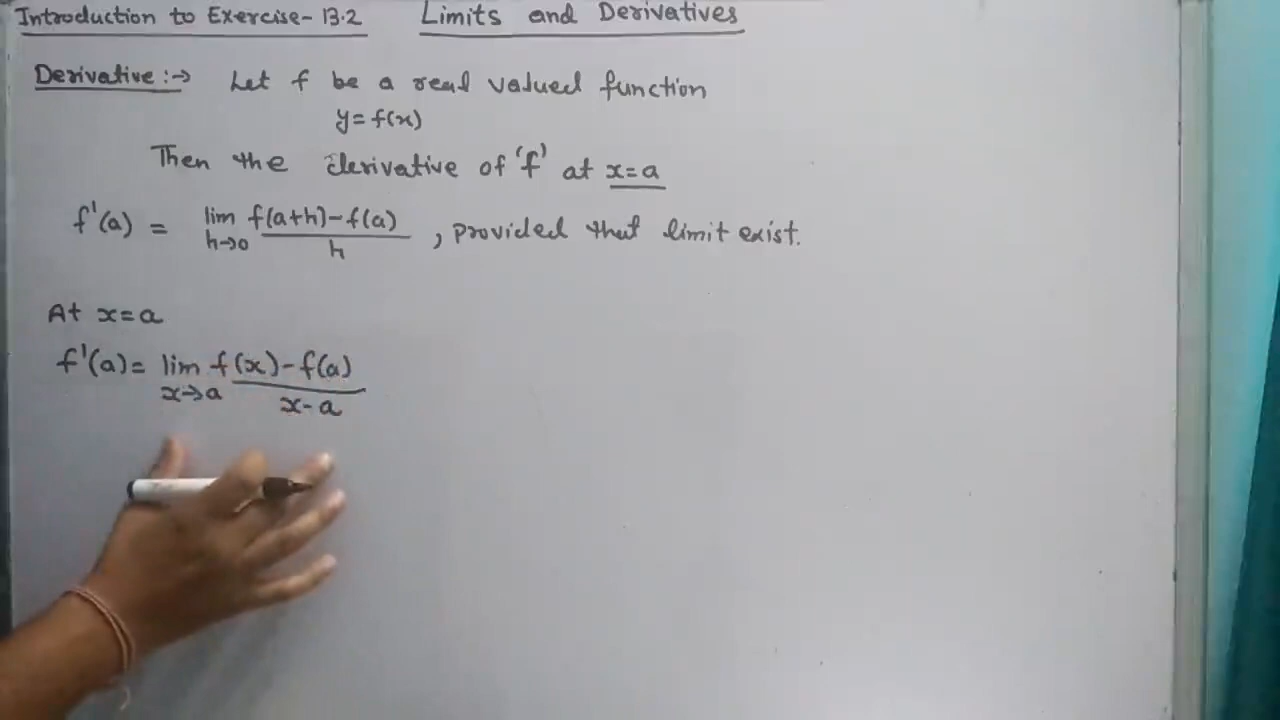 Introduction to Exercise-13.2 Limits and Derivatives
Derivative :→ Let f be a real valued function
y=f(x)
Then the derivative of 'f' at x=a
f'(a) = lim h→0 f(a+h)-f(a) / h , provided that limit exist.
At x=a
f'(a)= lim x→a f(x)-f(a) / x-a